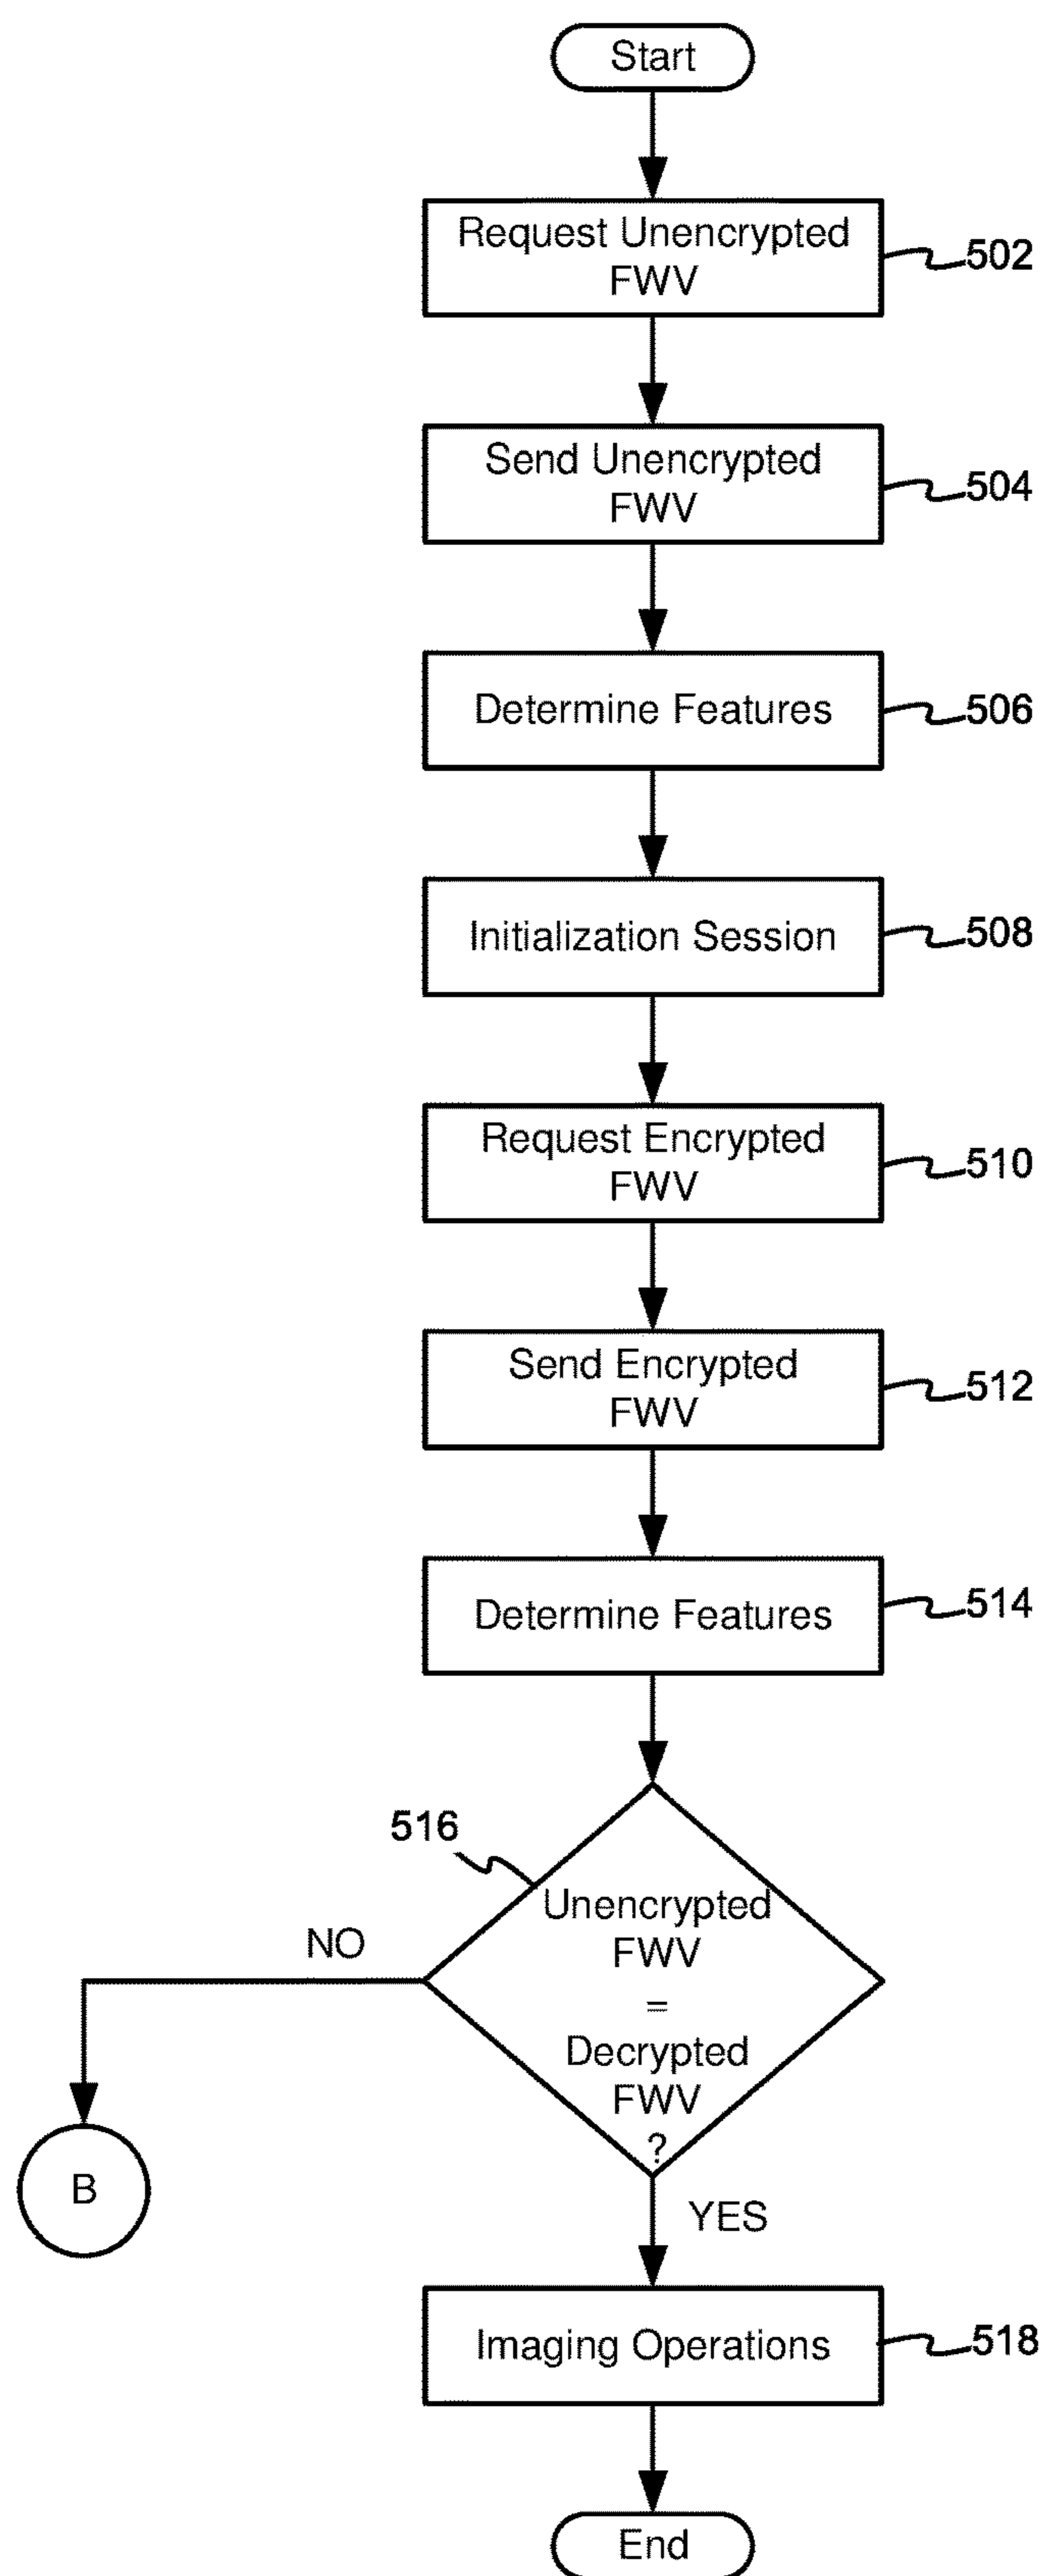 Start
Request Unencrypted
FWV
502
Send Unencrypted
FWV
504
Determine Features
506
Initialization Session
508
Request Encrypted
FWV
510
Send Encrypted
FWV
512
Determine Features
514
516
Unencrypted
FWV
=
Decrypted
FWV
?
NO
B
YES
Imaging Operations
518
End